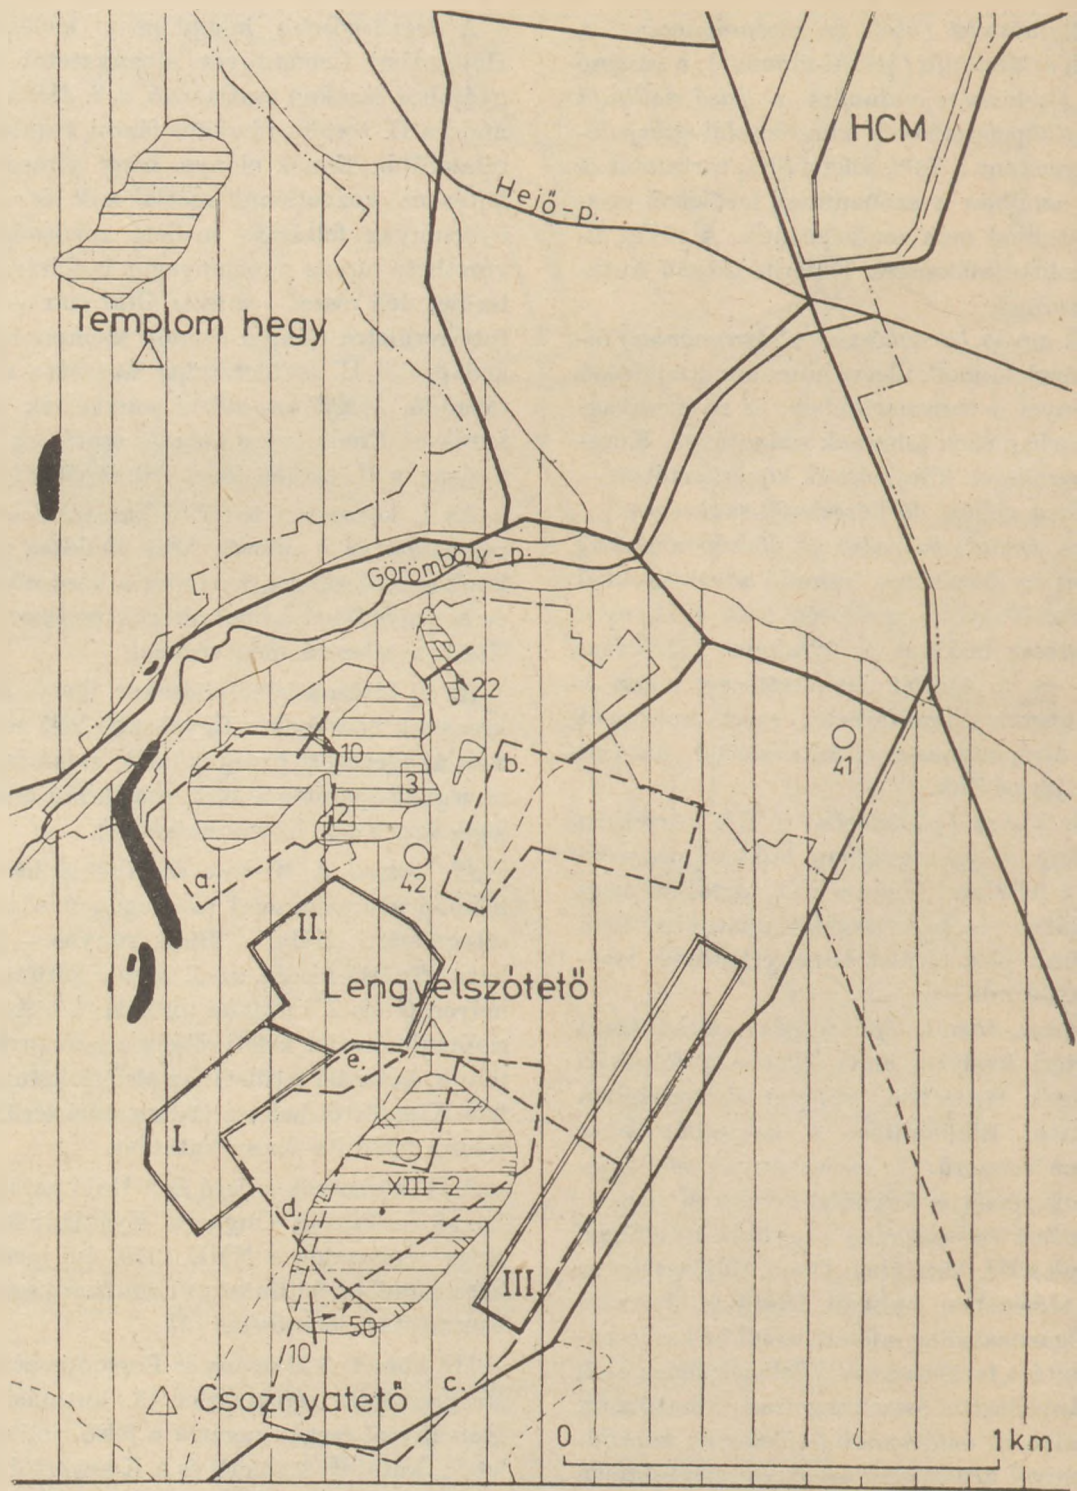 HCM
Hejő-p.
Templom hegy
Görömböly-p.
22
10
b.
41
3
2
42
a.
II.
Lengyelszótető
e.
I.
XIII-2
d.
III.
50
10
c.
Csoznyatető
0
1km